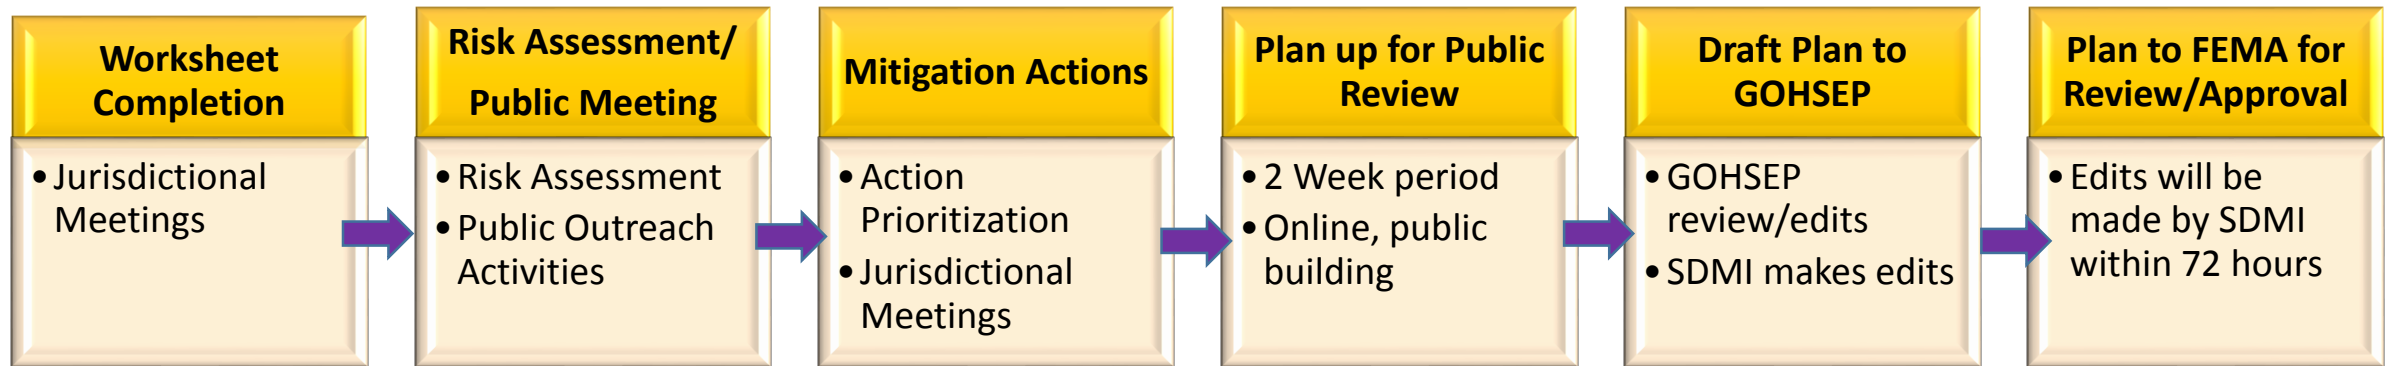 Worksheet
Completion
• Jurisdictional
Meetings
Risk Assessment/
Public Meeting
• Risk Assessment
• Public Outreach
Activities
Mitigation Actions
• Action
Prioritization
• Jurisdictional
Meetings
Plan up for Public
Review
• 2 Week period
• Online, public
building
Draft Plan to
GOHSEP
• GOHSEP
review/edits
• SDMI makes edits
Plan to FEMA for
Review/Approval
• Edits will be
made by SDMI
within 72 hours